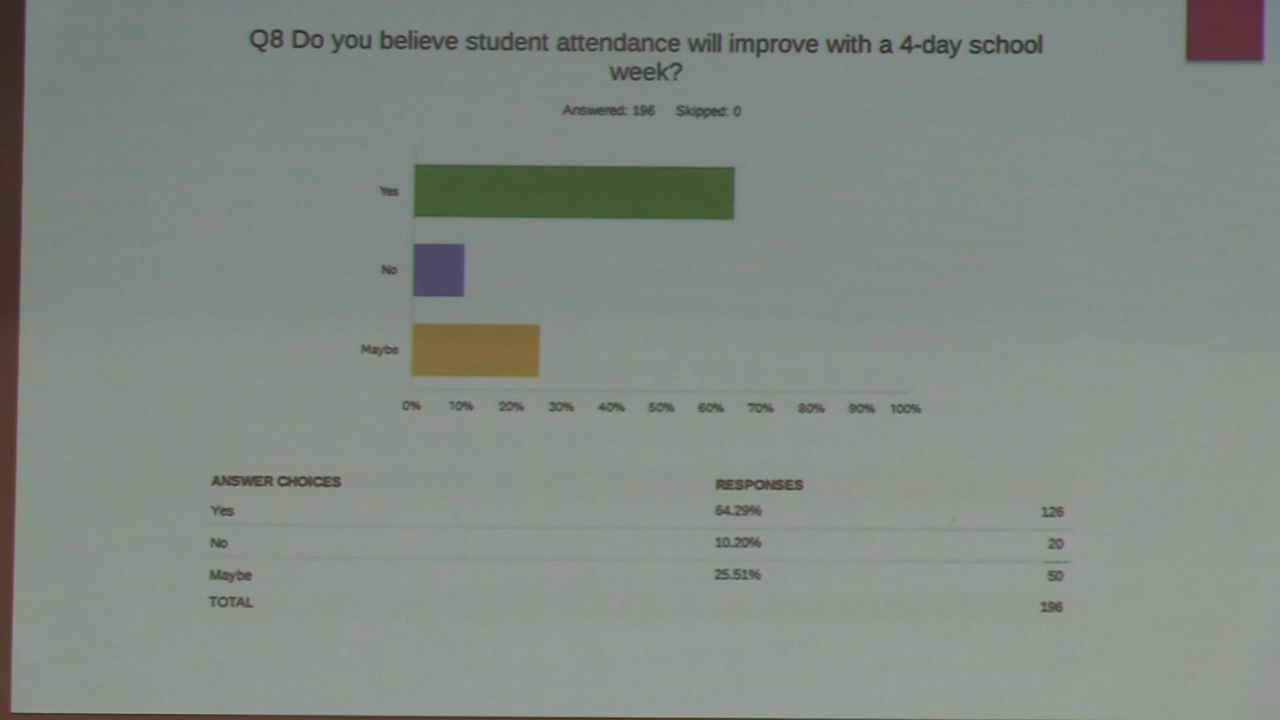 Q8 Do you believe student attendance will improve with a 4-day school
week?
Answered: 196 Skipped: 0
Yes
No
Maybe
0% 10% 20% 30% 40% 50% 60% 70% 80% 90% 100%
ANSWER CHOICES RESPONSES
Yes 64.29% 126
No 10.20% 20
Maybe 25.51% 50
TOTAL 196